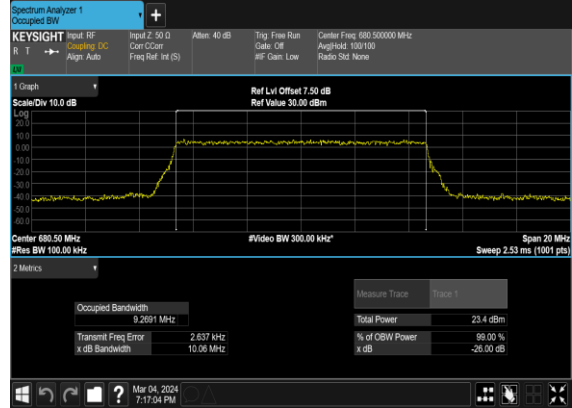 Spectrum Analyzer 1
Occupied BW
+
KEYSIGHT Input: RF Input Z: 50 Ω Atten: 40 dB Trig: Free Run Center Freq: 680.500000 MHz
R T Coupling: DC Corr CCorr Gate: Off Avg|Hold: 100/100
Align: Auto Freq Ref: Int (S) #IF Gain: Low Radio Std: None
1 Graph
Ref Lvl Offset 7.50 dB
Scale/Div 10.0 dB Ref Value 30.00 dBm
Log
20.0
10.0
0.00
-10.0
-20.0
-30.0
-40.0
-50.0
-60.0
Center 680.50 MHz #Video BW 300.00 kHz* Span 20 MHz
#Res BW 100.00 kHz Sweep 2.53 ms (1001 pts)
2 Metrics
Measure Trace Trace 1
Occupied Bandwidth
9.2691 MHz Total Power 23.4 dBm
Transmit Freq Error 2.637 kHz % of OBW Power 99.00 %
x dB Bandwidth 10.06 MHz x dB -26.00 dB
? Mar 04, 2024
7:17:04 PM